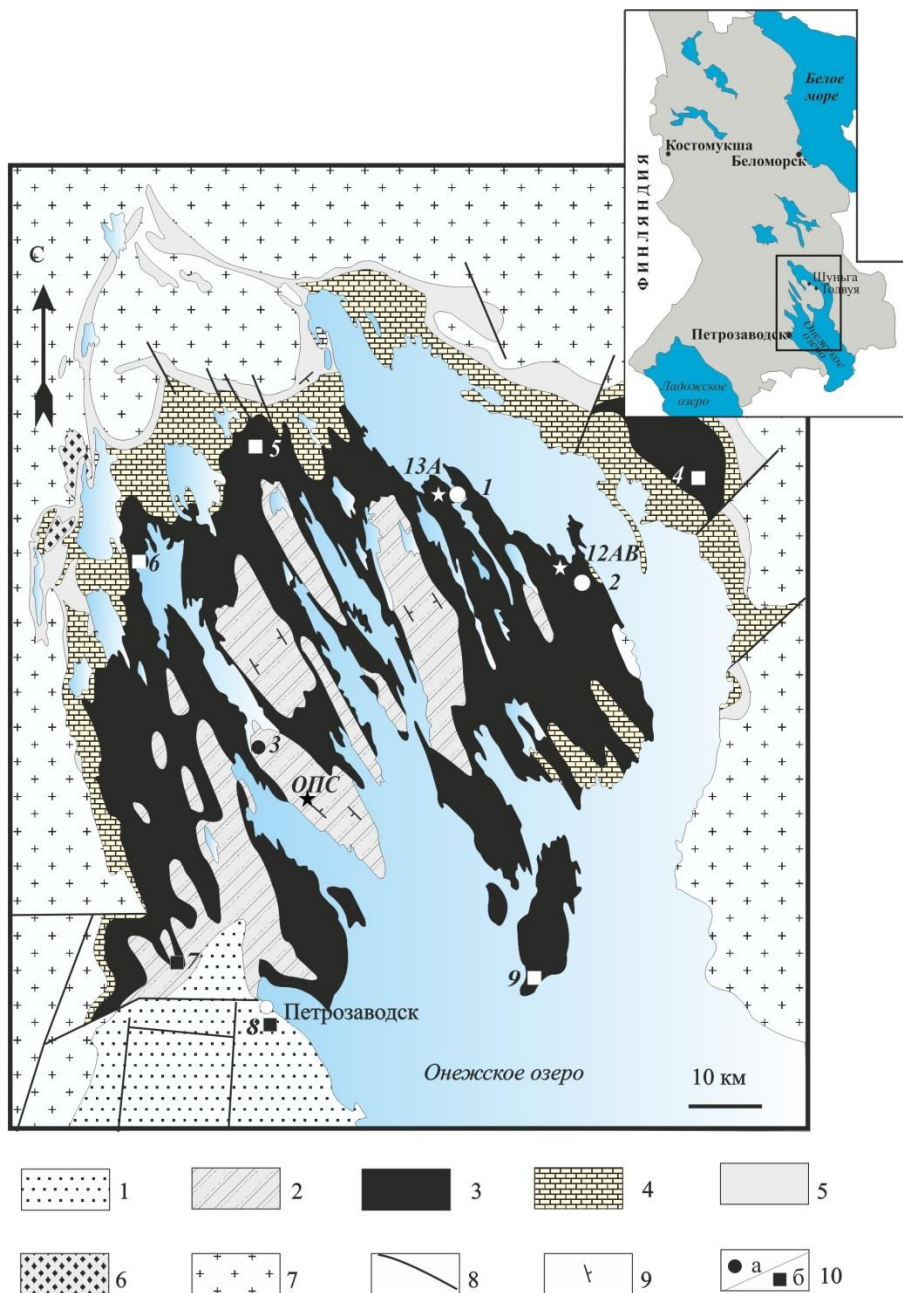 Белое
море
Костомукша
Беломорск
ФИНЛЯНДИЯ
Шуньга
Толвуя
Петрозаводск
Онежское
озеро
Ладожское
озеро
С
5
13А
1
4
6
12АВ
2
3
ОПС
7
9
Петрозаводск
8
Онежское озеро
10 км
1
2
3
4
5
6
7
8
9
а
б
10